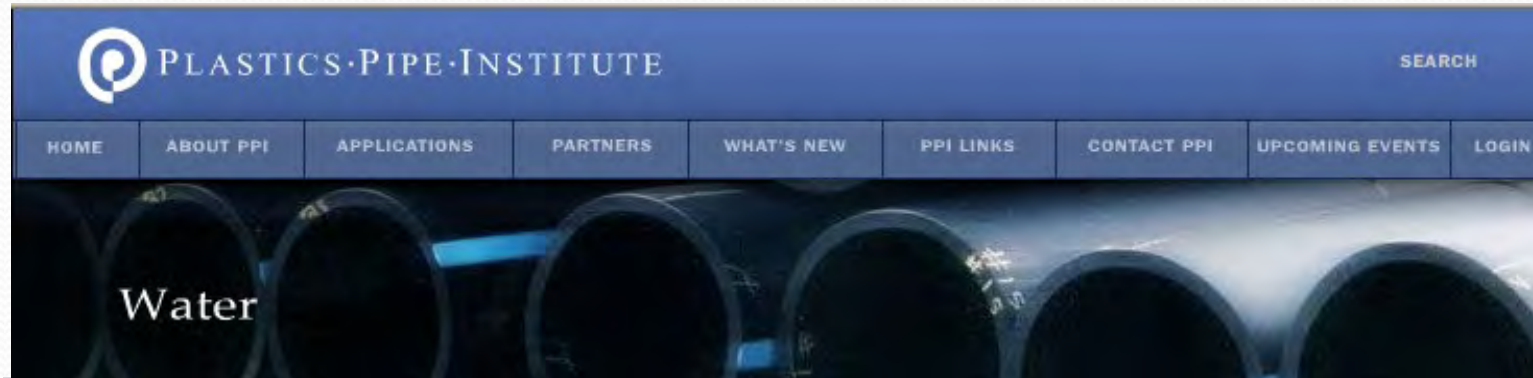 PLASTICS·PIPE·INSTITUTE
SEARCH
HOME ABOUT PPI APPLICATIONS PARTNERS WHAT'S NEW PPI LINKS CONTACT PPI UPCOMING EVENTS LOGIN
Water